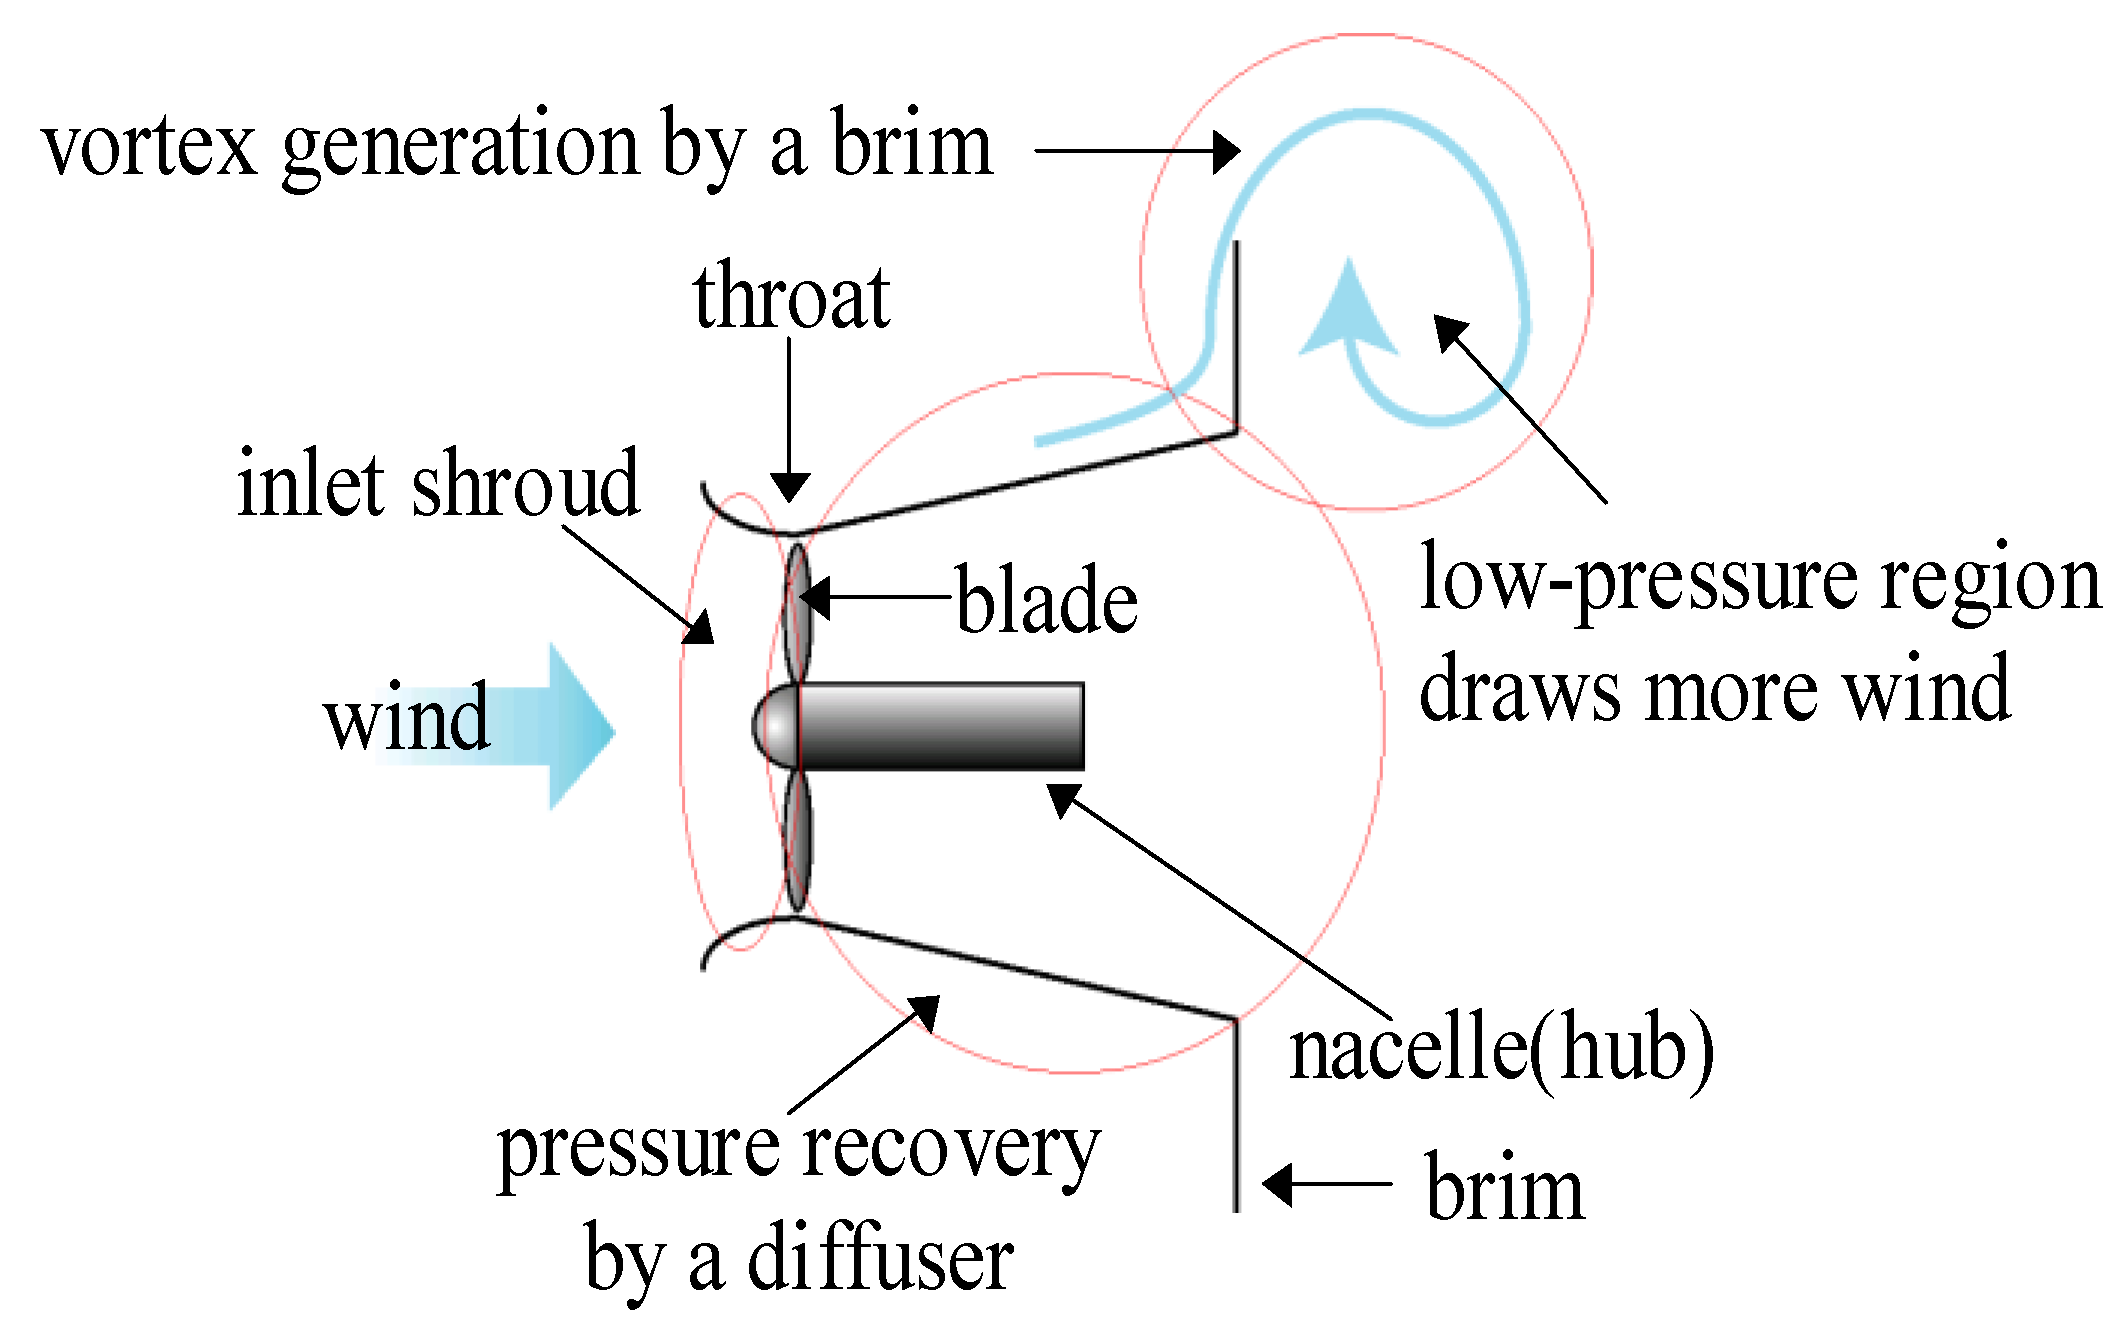 vortex generation by a brim
throat
inlet shroud
blade
low-pressure region
draws more wind
wind
nacelle(hub)
pressure recovery
by a diffuser
brim